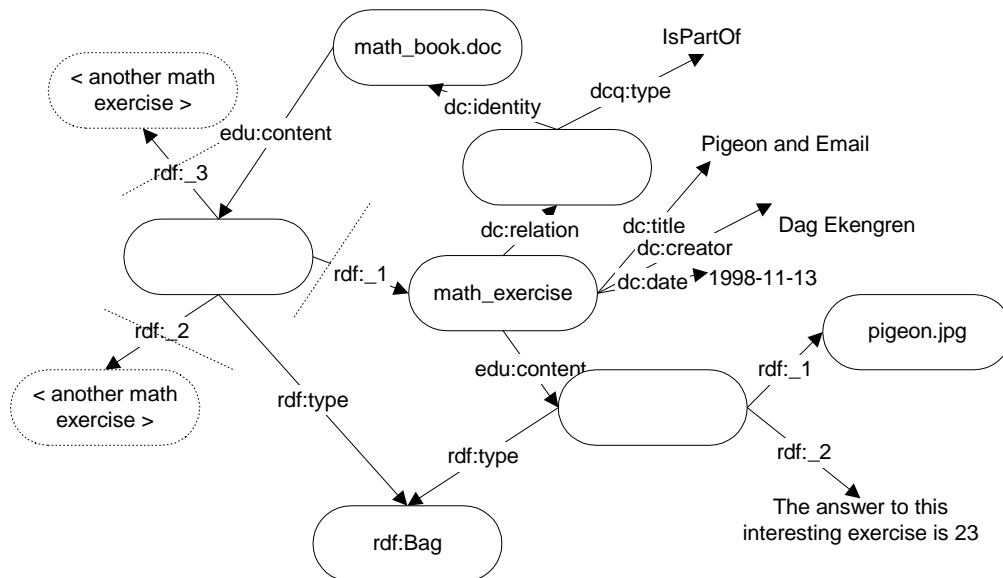 IsPartOf
math_book.doc
< another math
exercise >
dcq:type
dc:identity
edu:content
Pigeon and Email
rdf:_3
dc:title
Dag Ekengren
dc:relation
dc:creator
rdf:_1
dc:date
1998-11-13
math_exercise
rdf:_2
pigeon.jpg
edu:content
rdf:_1
< another math
exercise >
rdf:type
rdf:type
rdf:_2
The answer to this
interesting exercise is 23
rdf:Bag